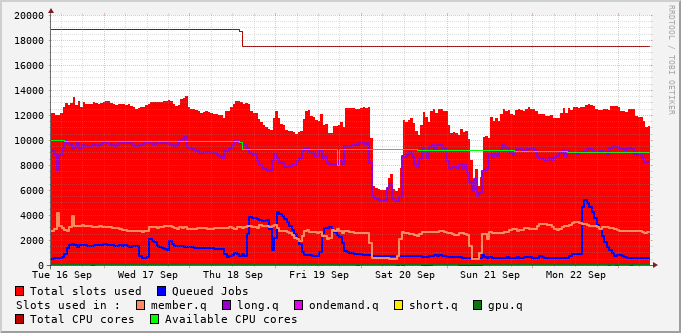 20000
18000
16000
14000
12000
10000
8000
6000
4000
2000
0
Tue 16 Sep Wed 17 Sep Thu 18 Sep Fri 19 Sep Sat 20 Sep Sun 21 Sep Mon 22 Sep
Total slots used Queued Jobs
Slots used in : member.q long.q ondemand.q short.q gpu.q
Total CPU cores Available CPU cores
RRDTOOL / TOBI OETIKER